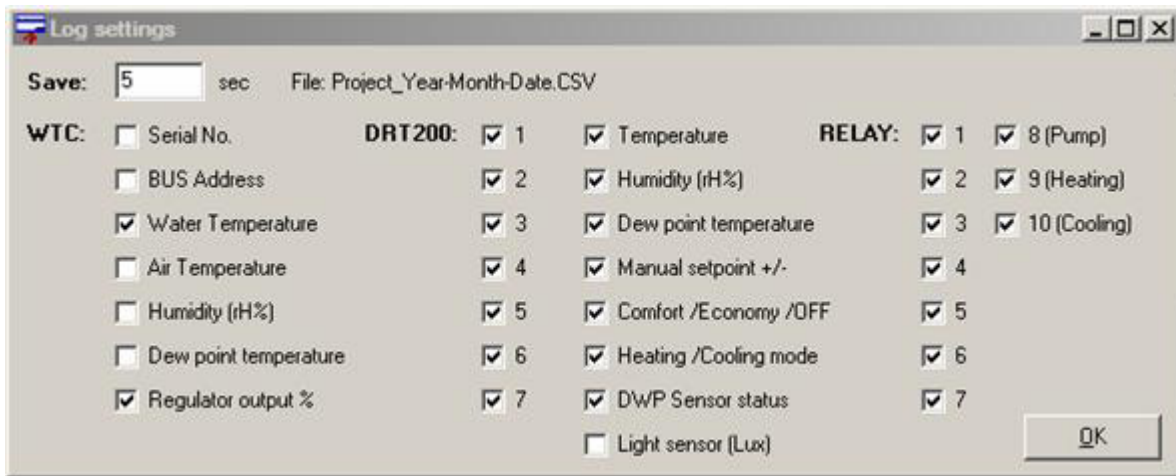 Log settings
Save: 5 sec File: Project_Year-Month-Date.CSV
WTC: Serial No. DRT200: 1 Temperature RELAY: 1 8 (Pump)
BUS Address 2 Humidity (rH%) 2 9 (Heating)
Water Temperature 3 Dew point temperature 3 10 (Cooling)
Air Temperature 4 Manual setpoint +/- 4
Humidity (rH%) 5 Comfort /Economy /OFF 5
Dew point temperature 6 Heating /Cooling mode 6
Regulator output % 7 DWP Sensor status 7
Light sensor (Lux)
OK